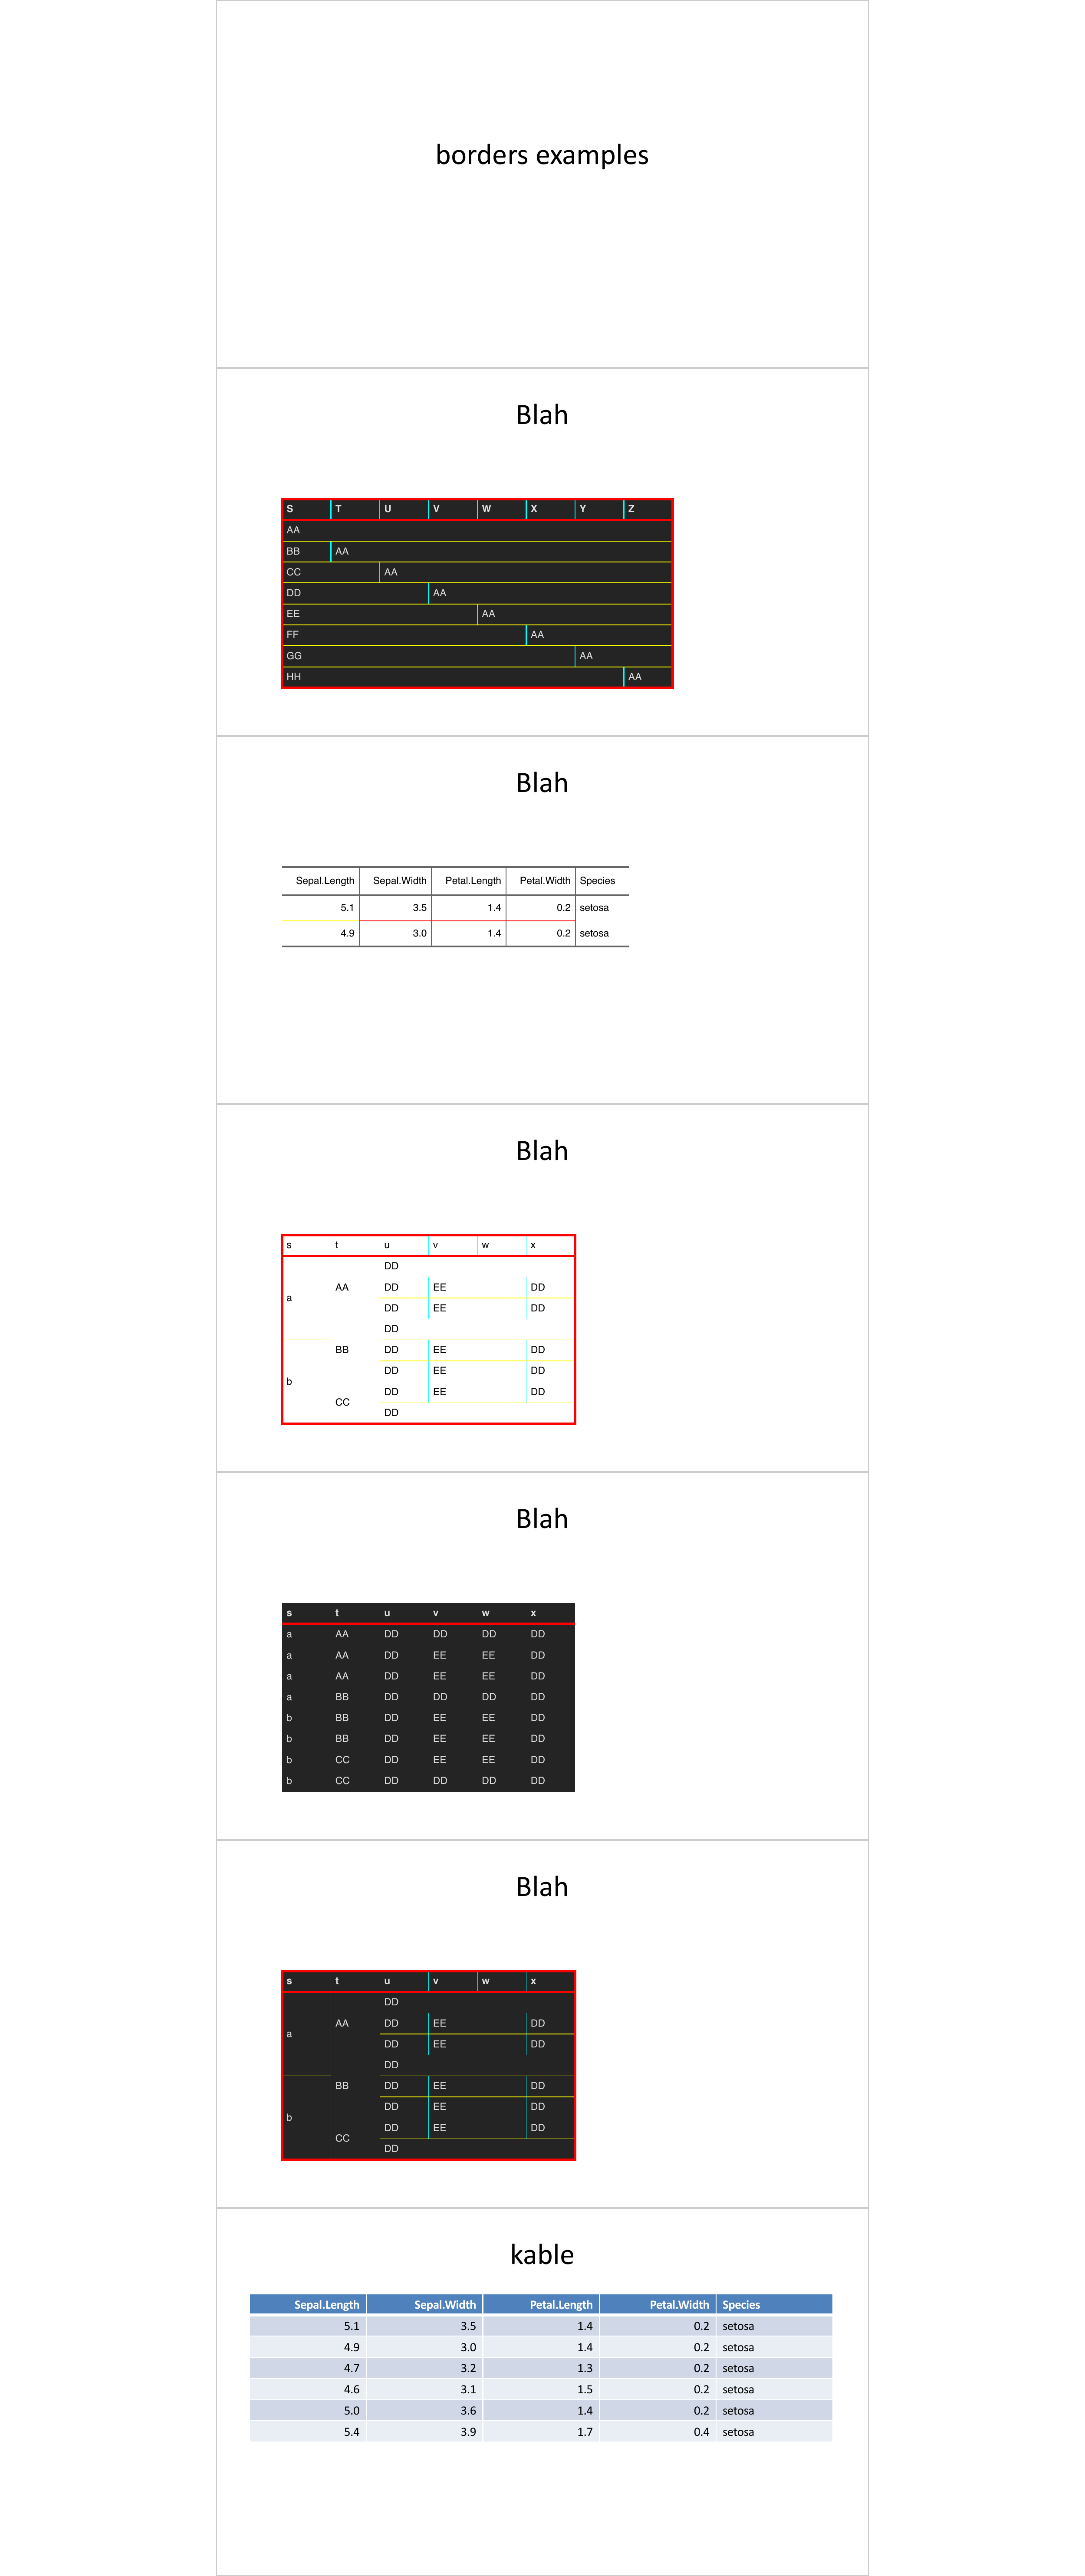 borders examples
Blah
S T U V W X Y Z
AA
BB AA
CC AA
DD AA
EE AA
FF AA
GG AA
HH AA
Blah
Sepal.Length Sepal.Width Petal.Length Petal.Width Species
5.1 3.5 1.4 0.2 setosa
4.9 3.0 1.4 0.2 setosa
Blah
s t u v w x
DD
AA DD EE DD
a
DD EE DD
DD
BB DD EE DD
DD EE DD
b
DD EE DD
CC
DD
Blah
s t u v w x
a AA DD DD DD DD
a AA DD EE EE DD
a AA DD EE EE DD
a BB DD DD DD DD
b BB DD EE EE DD
b BB DD EE EE DD
b CC DD EE EE DD
b CC DD DD DD DD
Blah
s t u v w x
DD
AA DD EE DD
a
DD EE DD
DD
BB DD EE DD
DD EE DD
b
DD EE DD
CC
DD
kable
Sepal.Length Sepal.Width Petal.Length Petal.Width Species
5.1 3.5 1.4 0.2 setosa
4.9 3.0 1.4 0.2 setosa
4.7 3.2 1.3 0.2 setosa
4.6 3.1 1.5 0.2 setosa
5.0 3.6 1.4 0.2 setosa
5.4 3.9 1.7 0.4 setosa